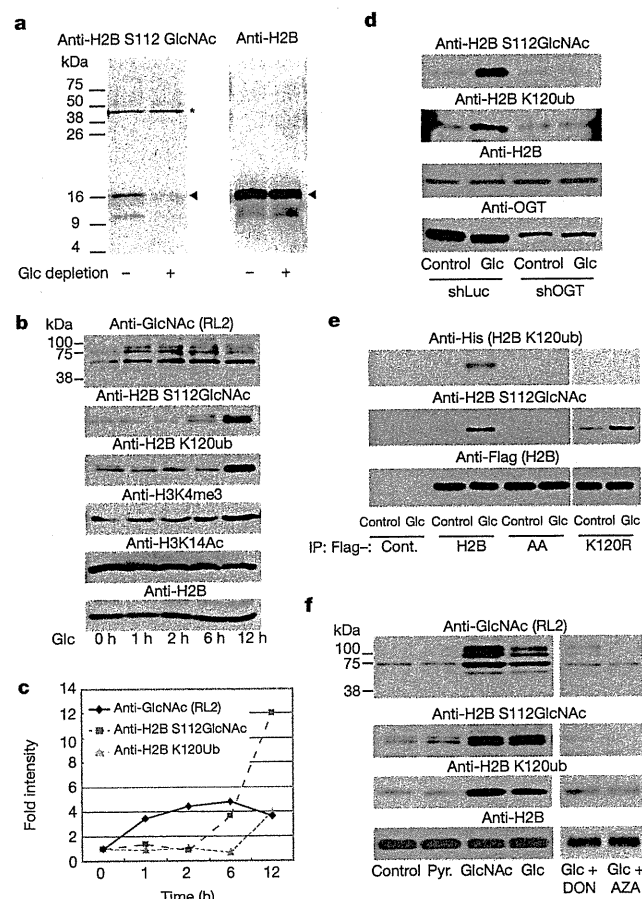 a
Anti-H2B S112 GlcNAc Anti-H2B
kDa
75
50
38
26
*
16
9
4
Glc depletion − + − +
b
kDa
Anti-GlcNAc (RL2)
100
75
38
Anti-H2B S112GlcNAc
Anti-H2B K120ub
Anti-H3K4me3
Anti-H3K14Ac
Anti-H2B
Glc 0 h 1 h 2 h 6 h 12 h
c
14
12
10
8
6
4
2
0
Fold intensity
Anti-GlcNAc (RL2)
Anti-H2B S112GlcNAc
Anti-H2B K120Ub
0 1 2 6 12
Time (h)
d
Anti-H2B S112GlcNAc
Anti-H2B K120ub
Anti-H2B
Anti-OGT
Control Glc Control Glc
shLuc shOGT
e
Anti-His (H2B K120ub)
Anti-H2B S112GlcNAc
Anti-Flag (H2B)
Control Glc Control Glc Control Glc Control Glc
IP: Flag–: Cont. H2B AA K120R
f
kDa
Anti-GlcNAc (RL2)
100
75
38
Anti-H2B S112GlcNAc
Anti-H2B K120ub
Anti-H2B
Control Pyr. GlcNAc Glc Glc + DON Glc + AZA